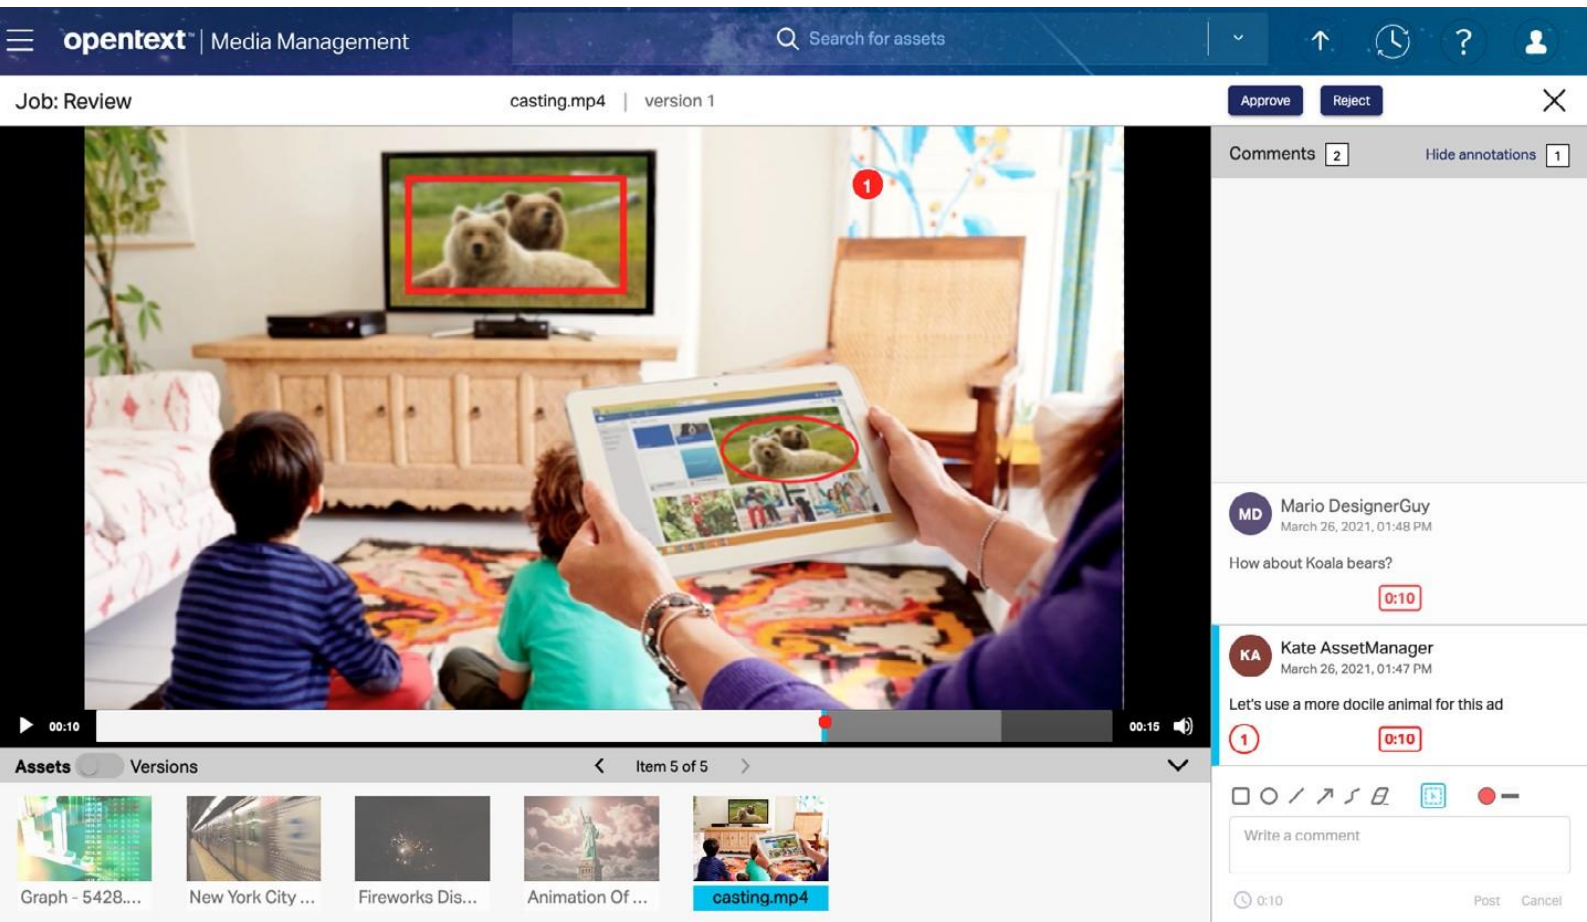 opentext™ | Media Management
Search for assets
?
Job: Review
casting.mp4 | version 1
Approve
Reject
1
Comments 2
Hide annotations 1
MD
Mario DesignerGuy
March 26, 2021, 01:48 PM
How about Koala bears?
0:10
KA
Kate AssetManager
March 26, 2021, 01:47 PM
Let's use a more docile animal for this ad
1
0:10
00:10
00:15
Assets
Versions
Item 5 of 5
Graph - 5428....
New York City ...
Fireworks Dis...
Animation Of ...
casting.mp4
Write a comment
0:10
Post
Cancel